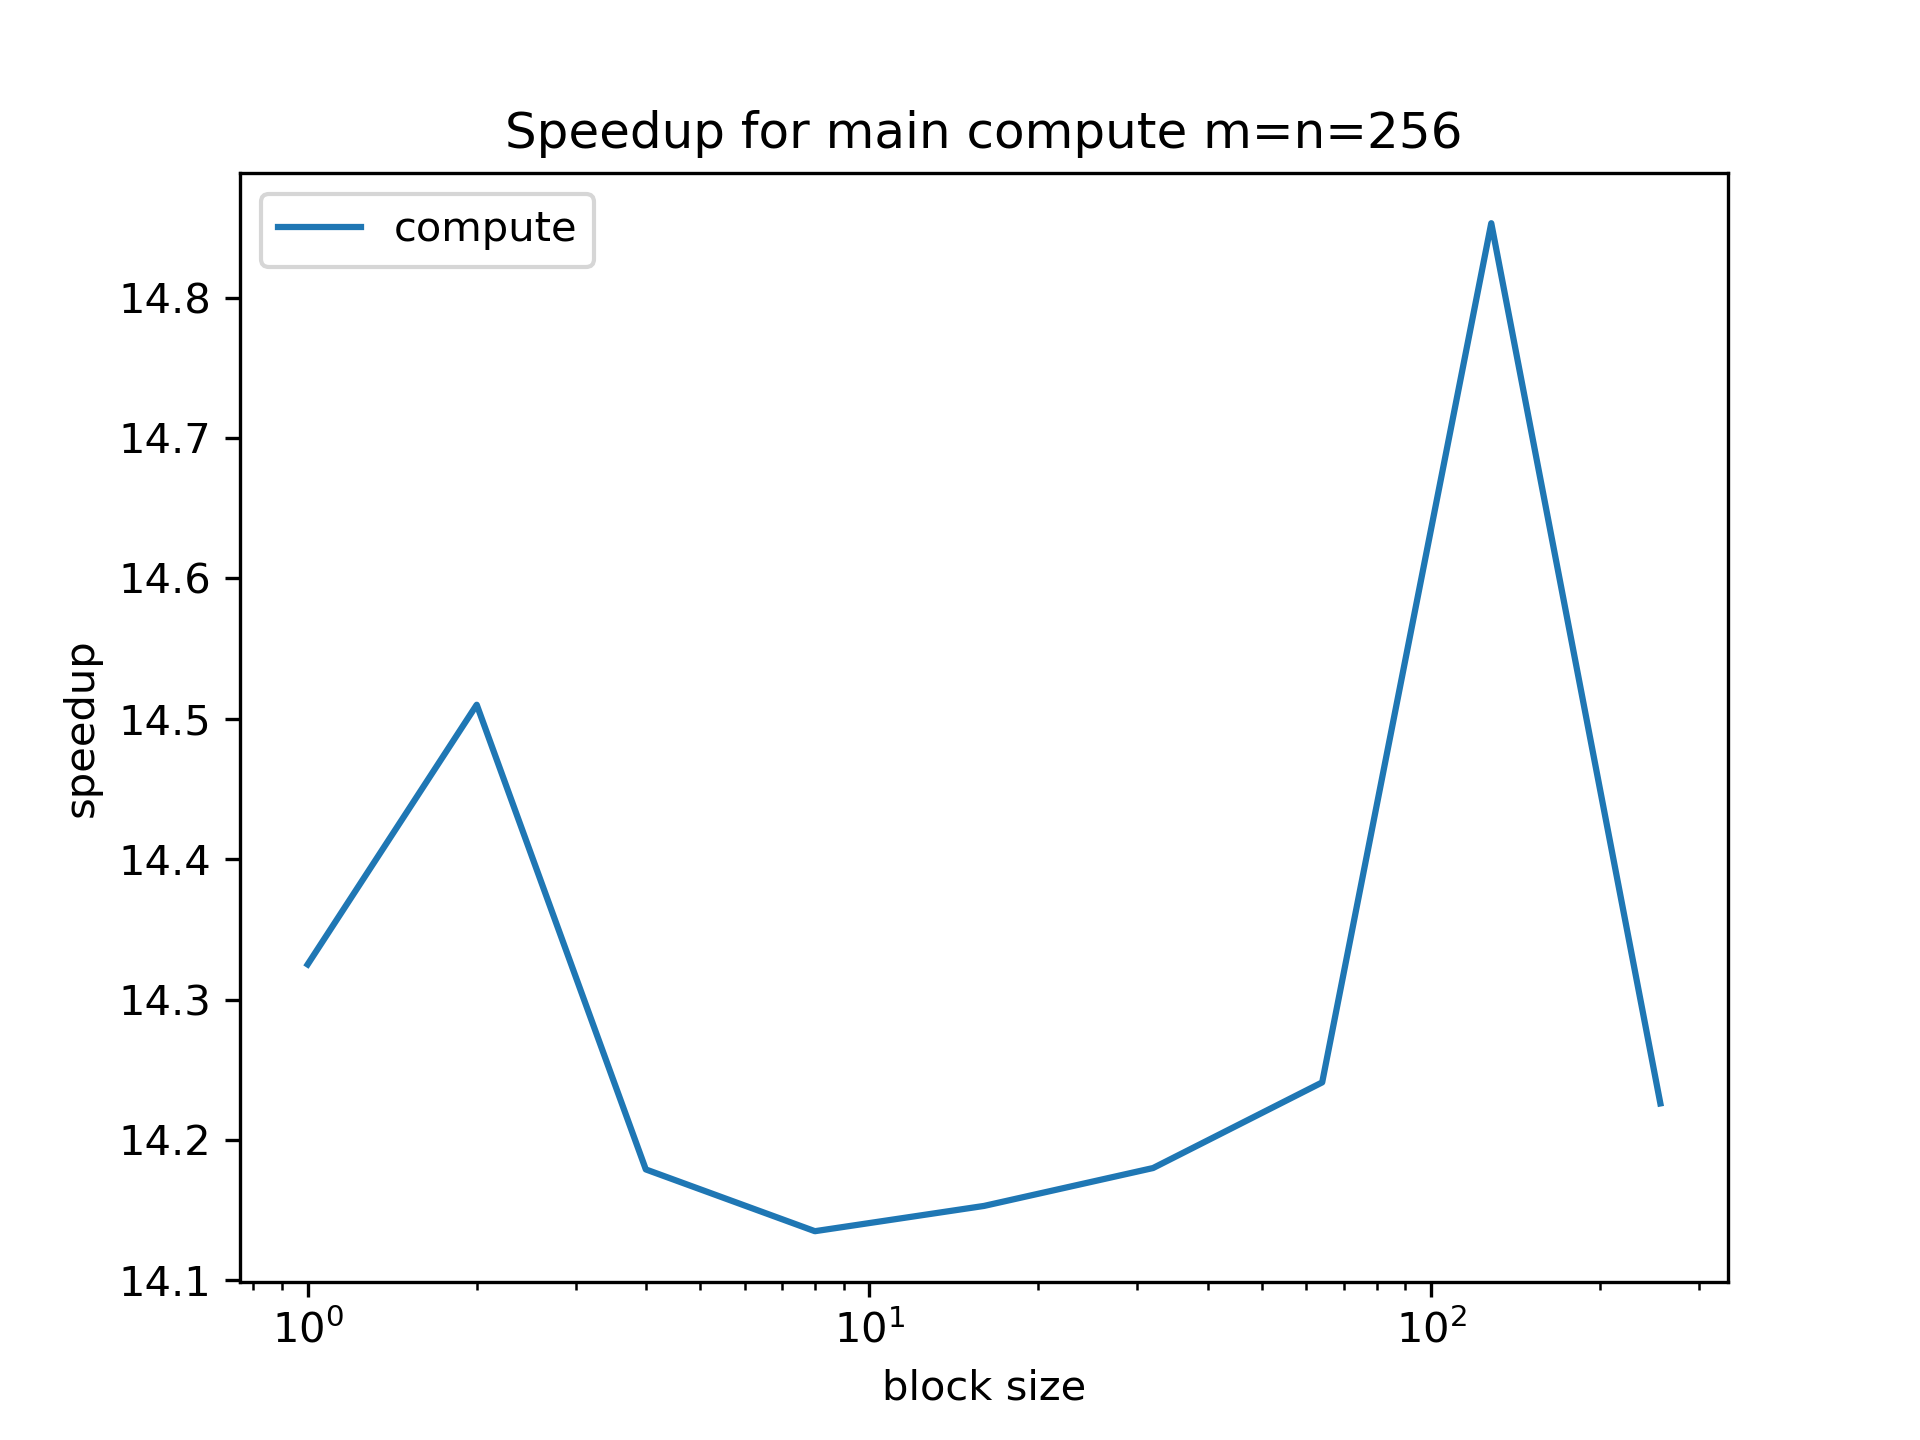 Speedup for main compute m=n=256
compute
14.8
14.7
14.6
14.5
14.4
14.3
14.2
14.1
speedup
10⁰ 10¹ 10²
block size